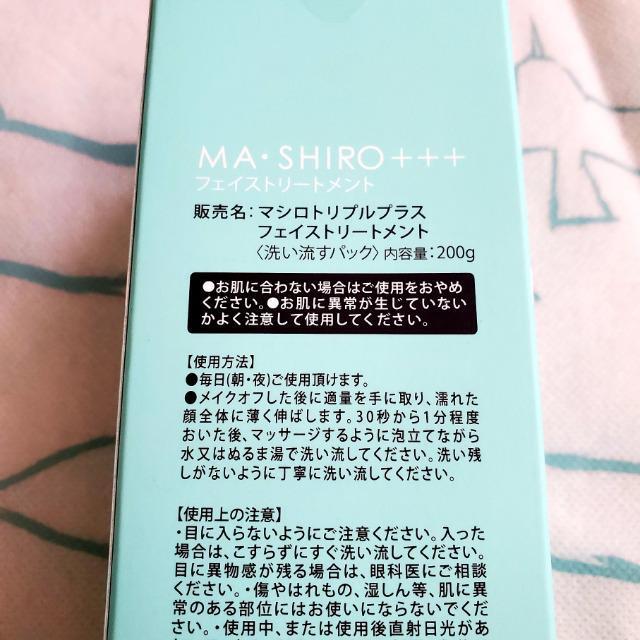 MA・SHIRO+++
フェイストリートメント
販売名：マシロトリプルプラス
フェイストリートメント
〈洗い流すパック〉内容量：200g
●お肌に合わない場合はご使用をおやめ
ください。●お肌に異常が生じていない
かよく注意して使用してください。
【使用方法】
●毎日(朝・夜)ご使用頂けます。
●メイクオフした後に適量を手に取り、濡れた
顔全体に薄く伸ばします。30秒から1分程度
おいた後、マッサージするように泡立てながら
水又はぬるま湯で洗い流してください。洗い残
しがないように丁寧に洗い流してください。
【使用上の注意】
・目に入らないようにご注意ください。入った
場合は、こすらずにすぐ洗い流してください。
目に異物感が残る場合は、眼科医にご相談
ください。・傷やはれもの、湿しん等、肌に異
常のある部位にはお使いにならないでくだ
さい。・使用中、または使用後直射日光があ